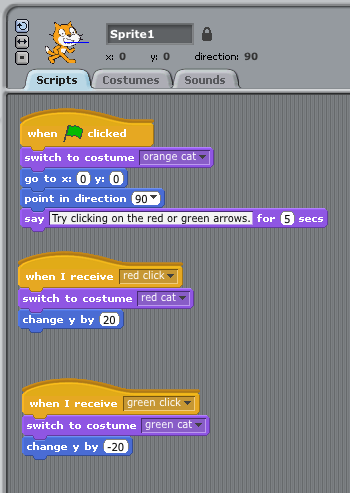 Sprite1
x: 0 y: 0 direction: 90
Scripts Costumes Sounds
when clicked
switch to costume orange cat
go to x: 0 y: 0
point in direction 90
say Try clicking on the red or green arrows. for 5 secs
when I receive red click
switch to costume red cat
change y by 20
when I receive green click
switch to costume green cat
change y by -20